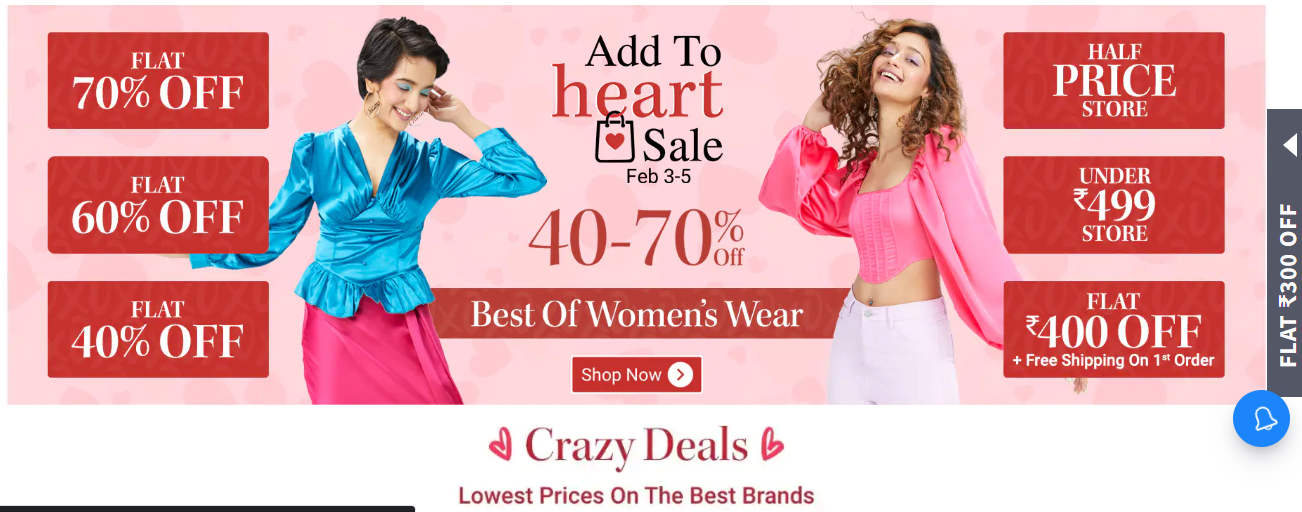 FLAT
70% OFF
FLAT
60% OFF
FLAT
40% OFF
Add To
heart
Sale
Feb 3-5
40-70% Off
Best Of Women's Wear
Shop Now
HALF
PRICE
STORE
UNDER
₹499
STORE
FLAT
₹400 OFF
+ Free Shipping On 1st Order
FLAT ₹300 OFF
Crazy Deals
Lowest Prices On The Best Brands